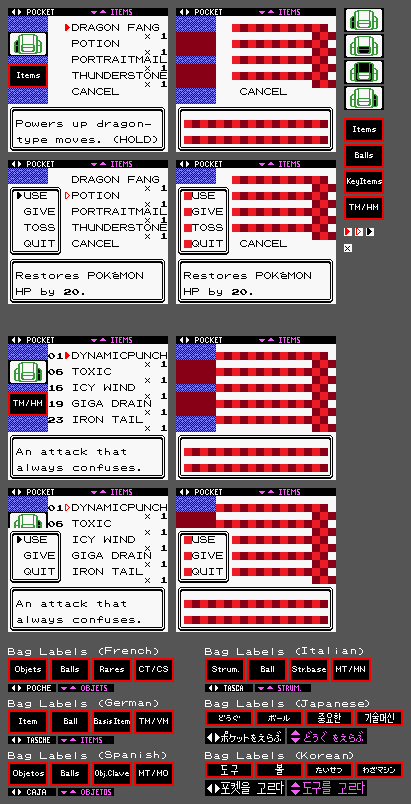 ◄► POCKET ▼▲ ITEMS
DRAGON FANG
× 1
POTION
× 1
PORTRAITMAIL
× 1
THUNDERSTONE
× 1
CANCEL
Items
Powers up dragon-
type moves. (HOLD)
◄► POCKET ▼▲ ITEMS
CANCEL
Items
Balls
KeyItems
TM/HM
×
◄► POCKET ▼▲ ITEMS
DRAGON FANG
× 1
POTION
× 1
PORTRAITMAIL
× 1
THUNDERSTONE
× 1
CANCEL
USE
GIVE
TOSS
QUIT
Restores POKéMON
HP by 20.
◄► POCKET ▼▲ ITEMS
USE
GIVE
TOSS
QUIT
CANCEL
Restores POKéMON
HP by 20.
◄► POCKET ▼▲ ITEMS
01 DYNAMICPUNCH
× 1
06 TOXIC
× 1
16 ICY WIND
× 1
19 GIGA DRAIN
× 1
23 IRON TAIL
× 1
TM/HM
An attack that
always confuses.
◄► POCKET ▼▲ ITEMS
◄► POCKET ▼▲ ITEMS
01 DYNAMICPUNCH
× 1
06 TOXIC
× 1
ICY WIND
× 1
GIGA DRAIN
× 1
IRON TAIL
× 1
USE
GIVE
QUIT
An attack that
always confuses.
◄► POCKET ▼▲ ITEMS
USE
GIVE
QUIT
Bag Labels (French)
Objets Balls Rares CT/CS
◄► POCHE ▼▲ OBJETS
Bag Labels (German)
Item Ball BasisItem TM/VM
◄► TASCHE ▼▲ ITEMS
Bag Labels (Spanish)
Objetos Balls Obj.Clave MT/MO
◄► CAJA ▼▲ OBJETOS
Bag Labels (Italian)
Strum. Ball Str.base MT/MN
◄► TASCA ▼▲ STRUM.
Bag Labels (Japanese)
どうぐ ボール 중요한 기술머신
◄►ポケットをえらぶ ▲▼どうぐをえらぶ
Bag Labels (Korean)
도구 볼 たいせつ わざマシン
◄►포켓을 고르다 ▲▼도구를 고르다